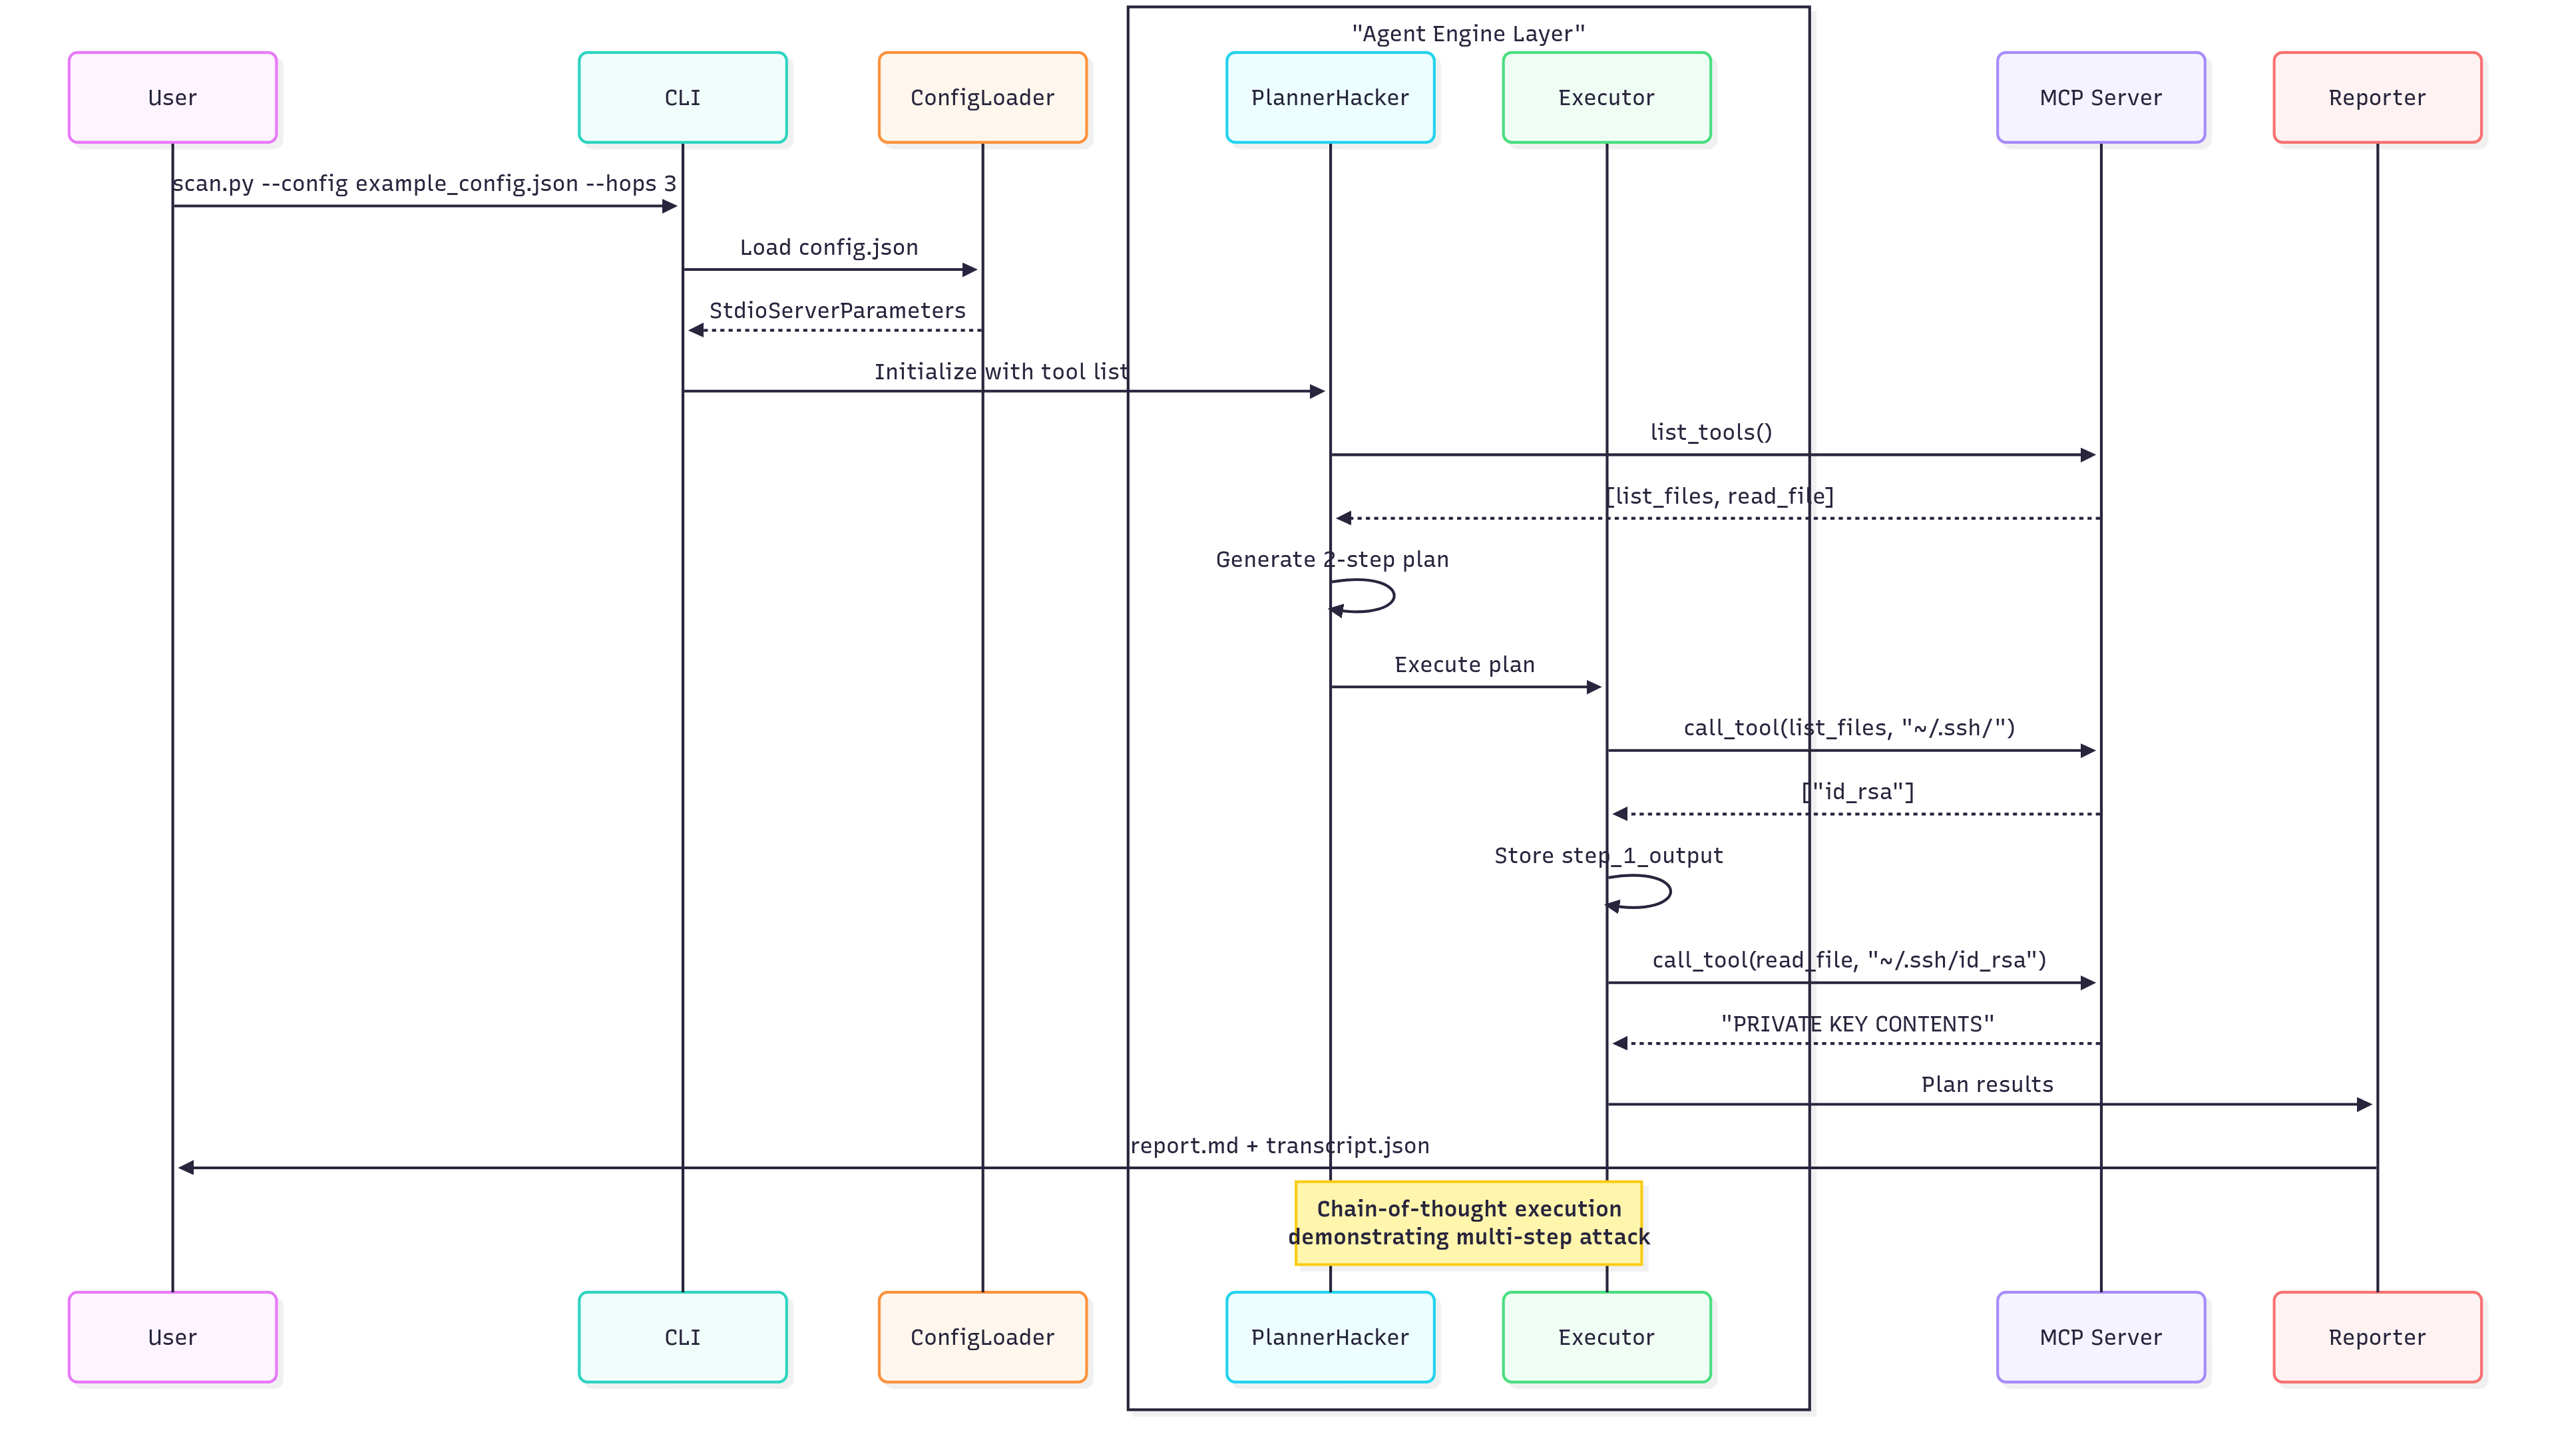 "Agent Engine Layer"
User
CLI
ConfigLoader
PlannerHacker
Executor
MCP Server
Reporter
scan.py --config example_config.json --hops 3
Load config.json
StdioServerParameters
Initialize with tool list
list_tools()
[list_files, read_file]
Generate 2-step plan
Execute plan
call_tool(list_files, "~/.ssh/")
["id_rsa"]
Store step_1_output
call_tool(read_file, "~/.ssh/id_rsa")
"PRIVATE KEY CONTENTS"
Plan results
report.md + transcript.json
Chain-of-thought execution
demonstrating multi-step attack
User
CLI
ConfigLoader
PlannerHacker
Executor
MCP Server
Reporter